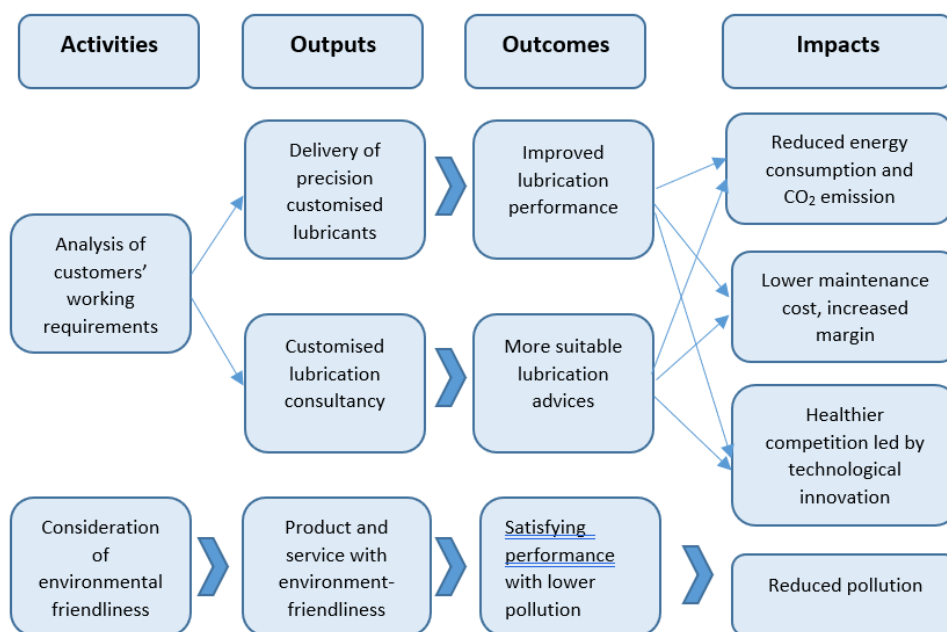 Activities
Outputs
Outcomes
Impacts
Analysis of
customers’
working
requirements
Delivery of
precision
customised
lubricants
Improved
lubrication
performance
Reduced energy
consumption and
CO₂ emission
Lower maintenance
cost, increased
margin
Customised
lubrication
consultancy
More suitable
lubrication
advices
Healthier
competition led by
technological
innovation
Consideration
of
environmental
friendliness
Product and
service with
environment-
friendliness
Satisfying
performance
with lower
pollution
Reduced pollution